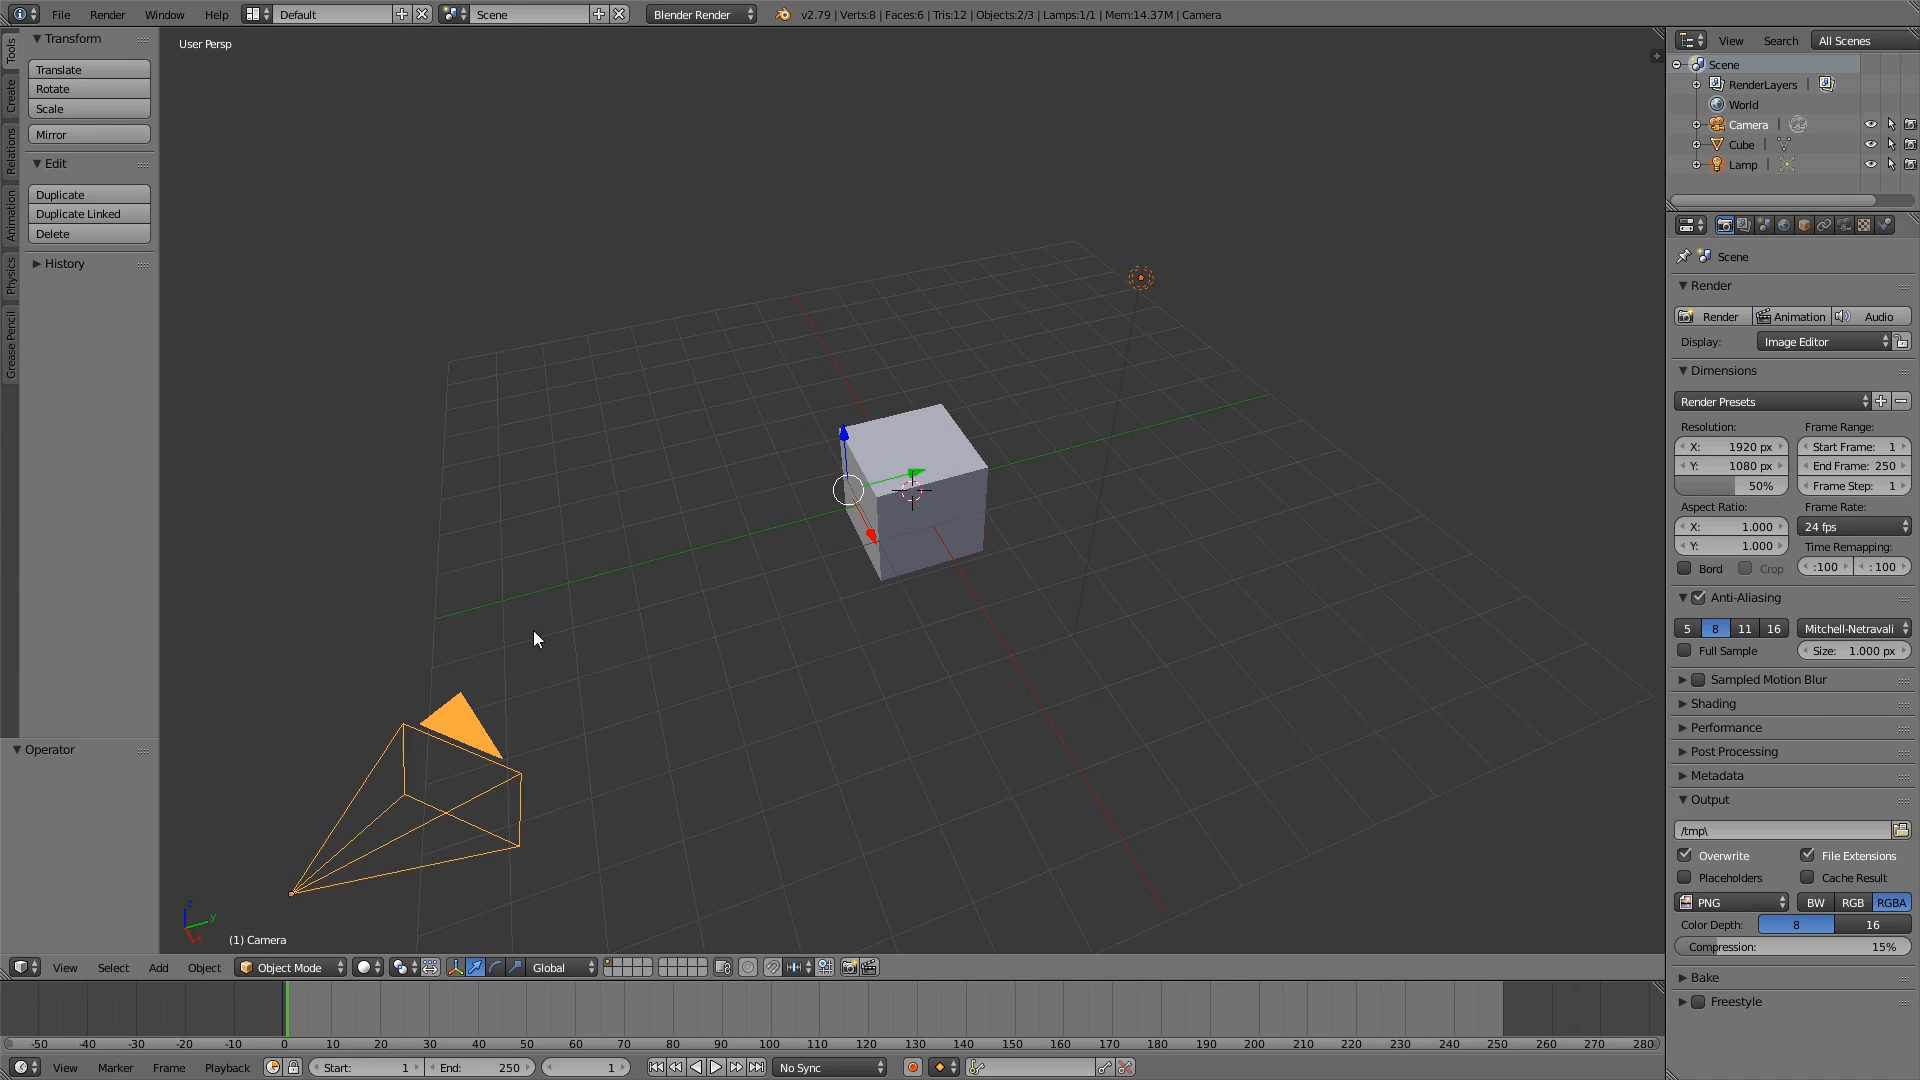 File Render Window Help Default Scene Blender Render v2.79 | Verts:8 | Faces:6 | Tris:12 | Objects:2/3 | Lamps:1/1 | Mem:14.37M | Camera
Tools
Create
Relations
Animation
Physics
Grease Pencil
Transform
Translate
Rotate
Scale
Mirror
Edit
Duplicate
Duplicate Linked
Delete
History
Operator
User Persp
z
y
x
(1) Camera
View Search All Scenes
Scene
RenderLayers |
World
Camera |
Cube |
Lamp |
Scene
Render
Render Animation Audio
Display: Image Editor
Dimensions
Render Presets
Resolution: Frame Range:
X: 1920 px Start Frame: 1
Y: 1080 px End Frame: 250
50% Frame Step: 1
Aspect Ratio: Frame Rate:
X: 1.000 24 fps
Y: 1.000 Time Remapping:
Bord Crop :100 : 100
Anti-Aliasing
5 8 11 16 Mitchell-Netravali
Full Sample Size: 1.000 px
Sampled Motion Blur
Shading
Performance
Post Processing
Metadata
Output
/tmp\
Overwrite File Extensions
Placeholders Cache Result
PNG BW RGB RGBA
Color Depth: 8 16
Compression: 15%
Bake
Freestyle
View Select Add Object Object Mode Global
-50 -40 -30 -20 -10 0 10 20 30 40 50 60 70 80 90 100 110 120 130 140 150 160 170 180 190 200 210 220 230 240 250 260 270 280
View Marker Frame Playback Start: 1 End: 250 1 No Sync